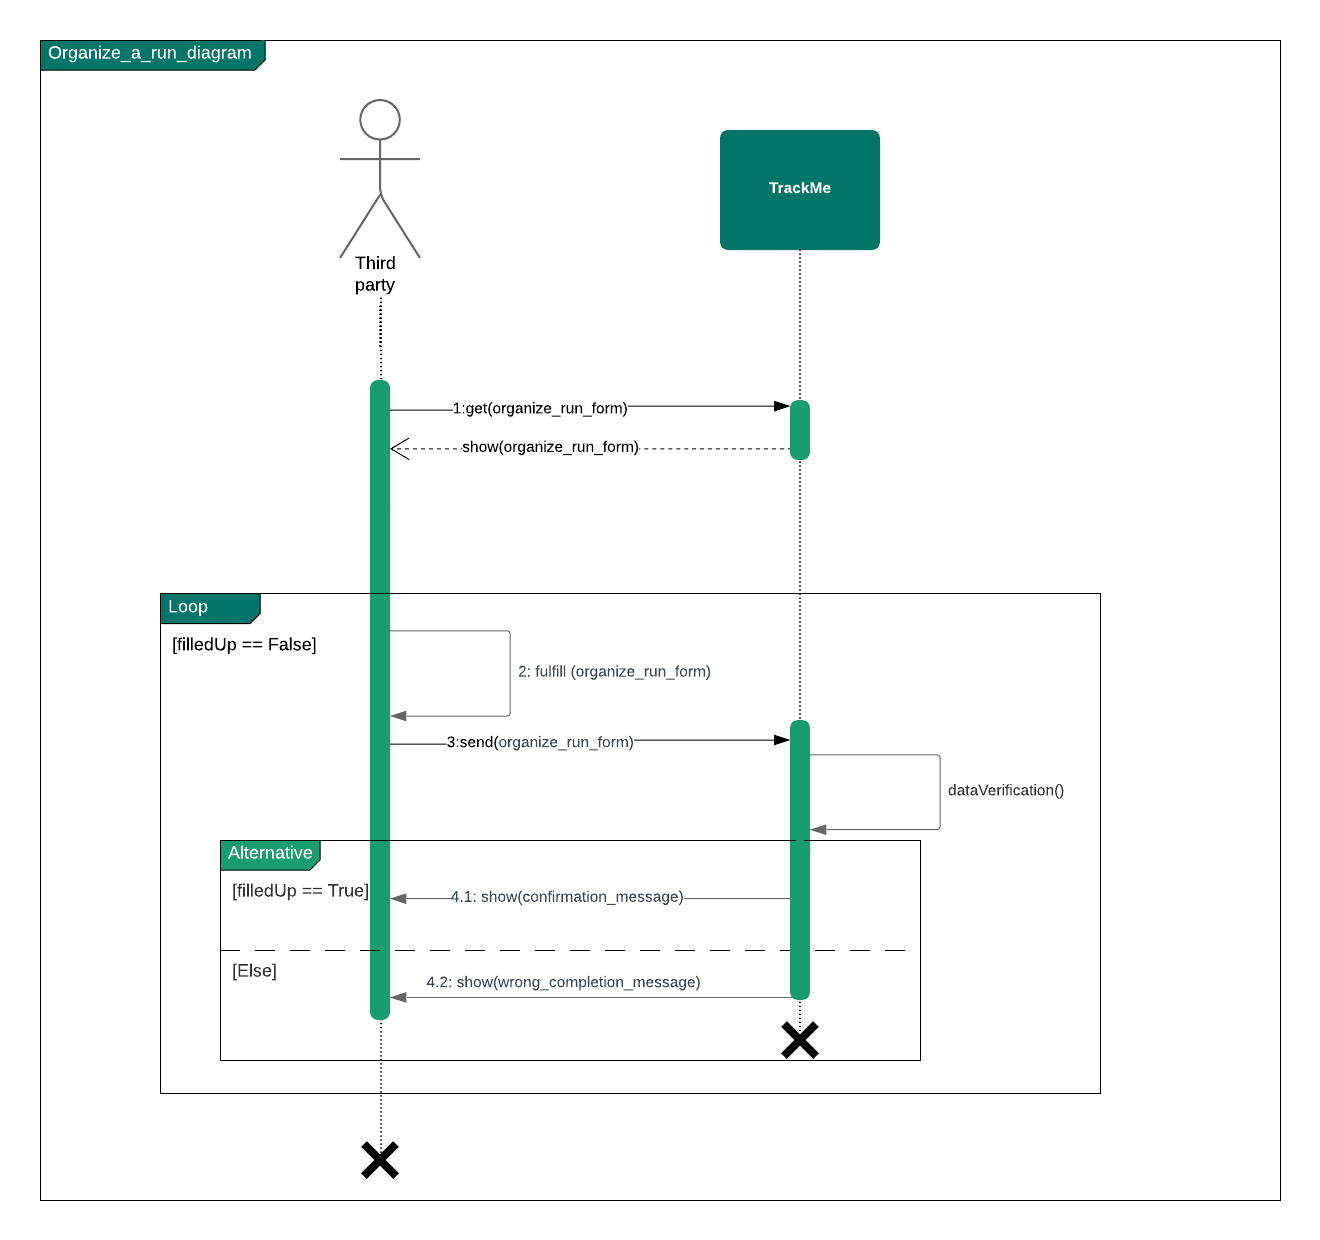 Organize_a_run_diagram
TrackMe
Third
party
1:get(organize_run_form)
show(organize_run_form)
Loop
[filledUp == False]
2: fulfill (organize_run_form)
3:send(organize_run_form)
dataVerification()
Alternative
[filledUp == True]
4.1: show(confirmation_message)
[Else]
4.2: show(wrong_completion_message)